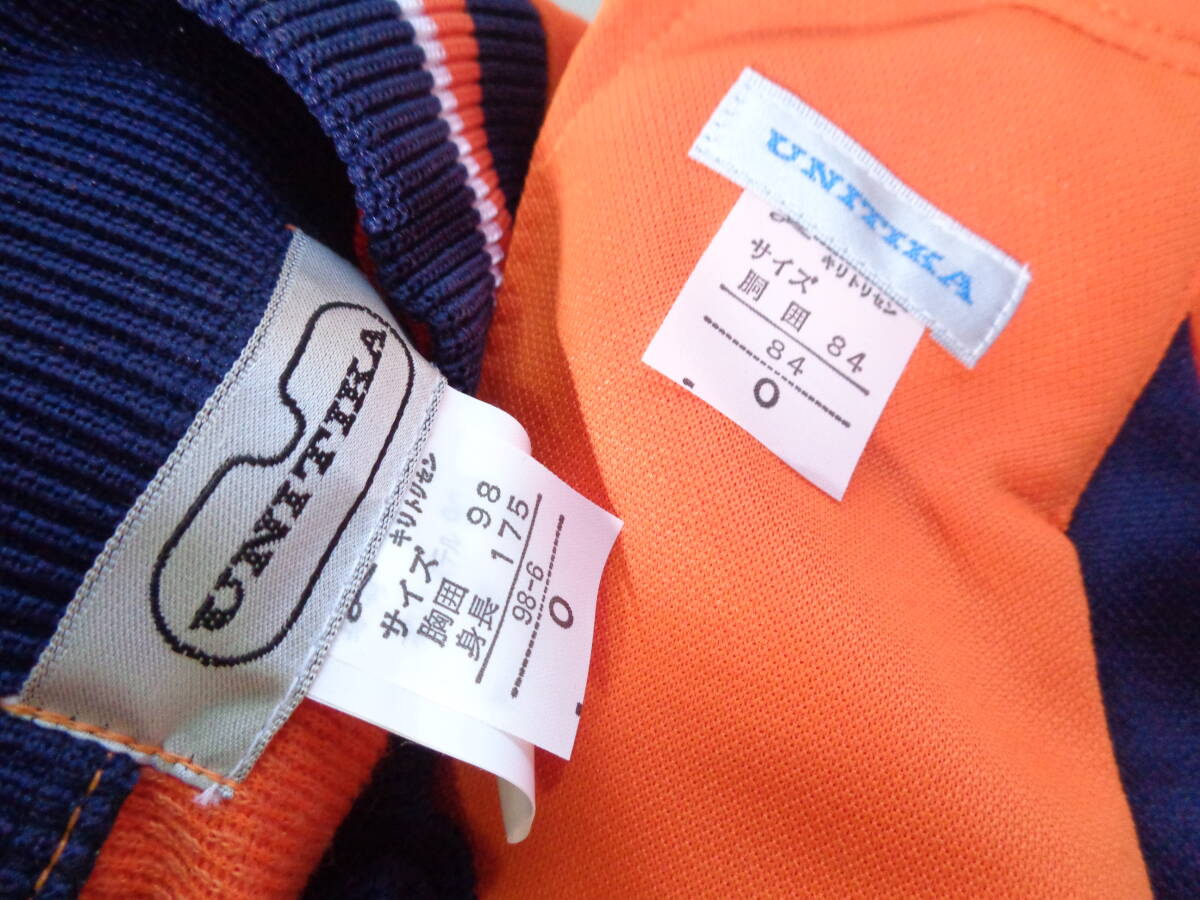 UNITIKA
キリトリセン
サイズ
胸囲 98
身長 175
98-6
O
UNITIKA
キリトリセン
サイズ
胴囲 84
84
O